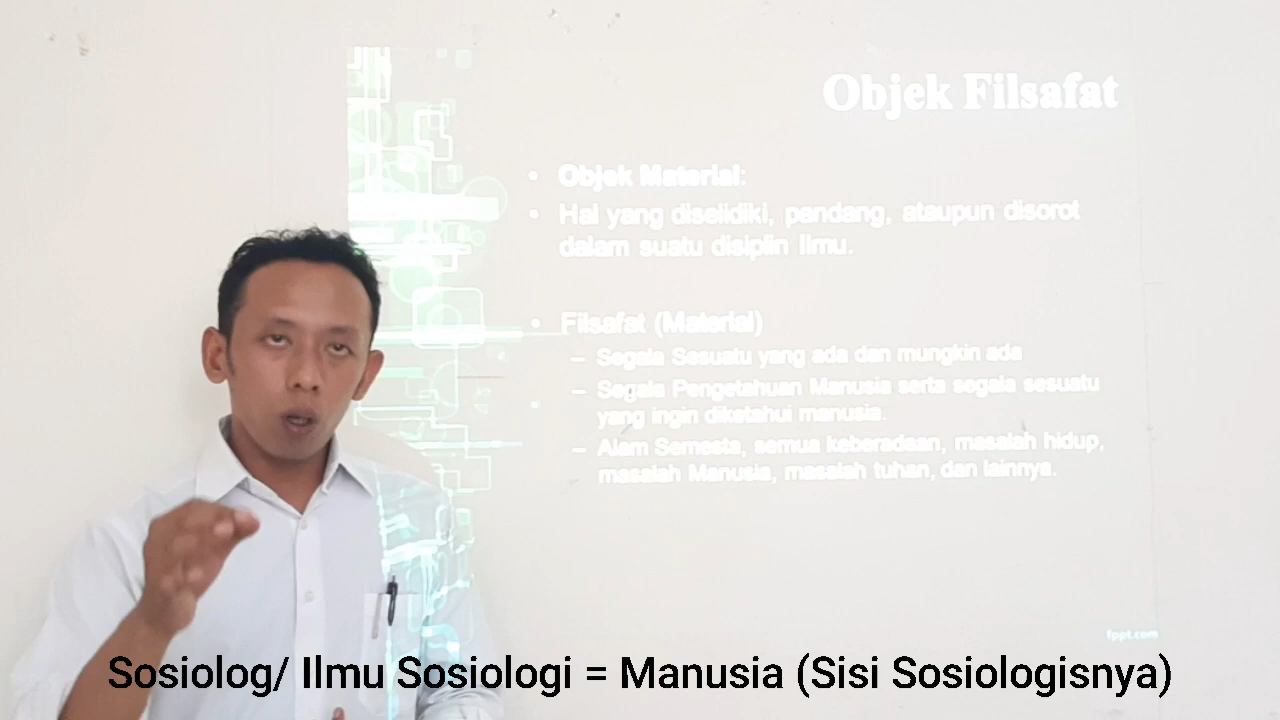 Objek Filsafat
• Objek Material:
• Hal yang diselidiki, pandang, ataupun disorot
dalam suatu disiplin Ilmu.
• Filsafat (Material)
– Segala Sesuatu yang ada dan mungkin ada
– Segala Pengetahuan Manusia serta segala sesuatu
yang ingin diketahui manusia.
– Alam Semesta, semua keberadaan, masalah hidup,
masalah Manusia, masalah tuhan, dan lainnya.
fppt.com
Sosiolog/ Ilmu Sosiologi = Manusia (Sisi Sosiologisnya)